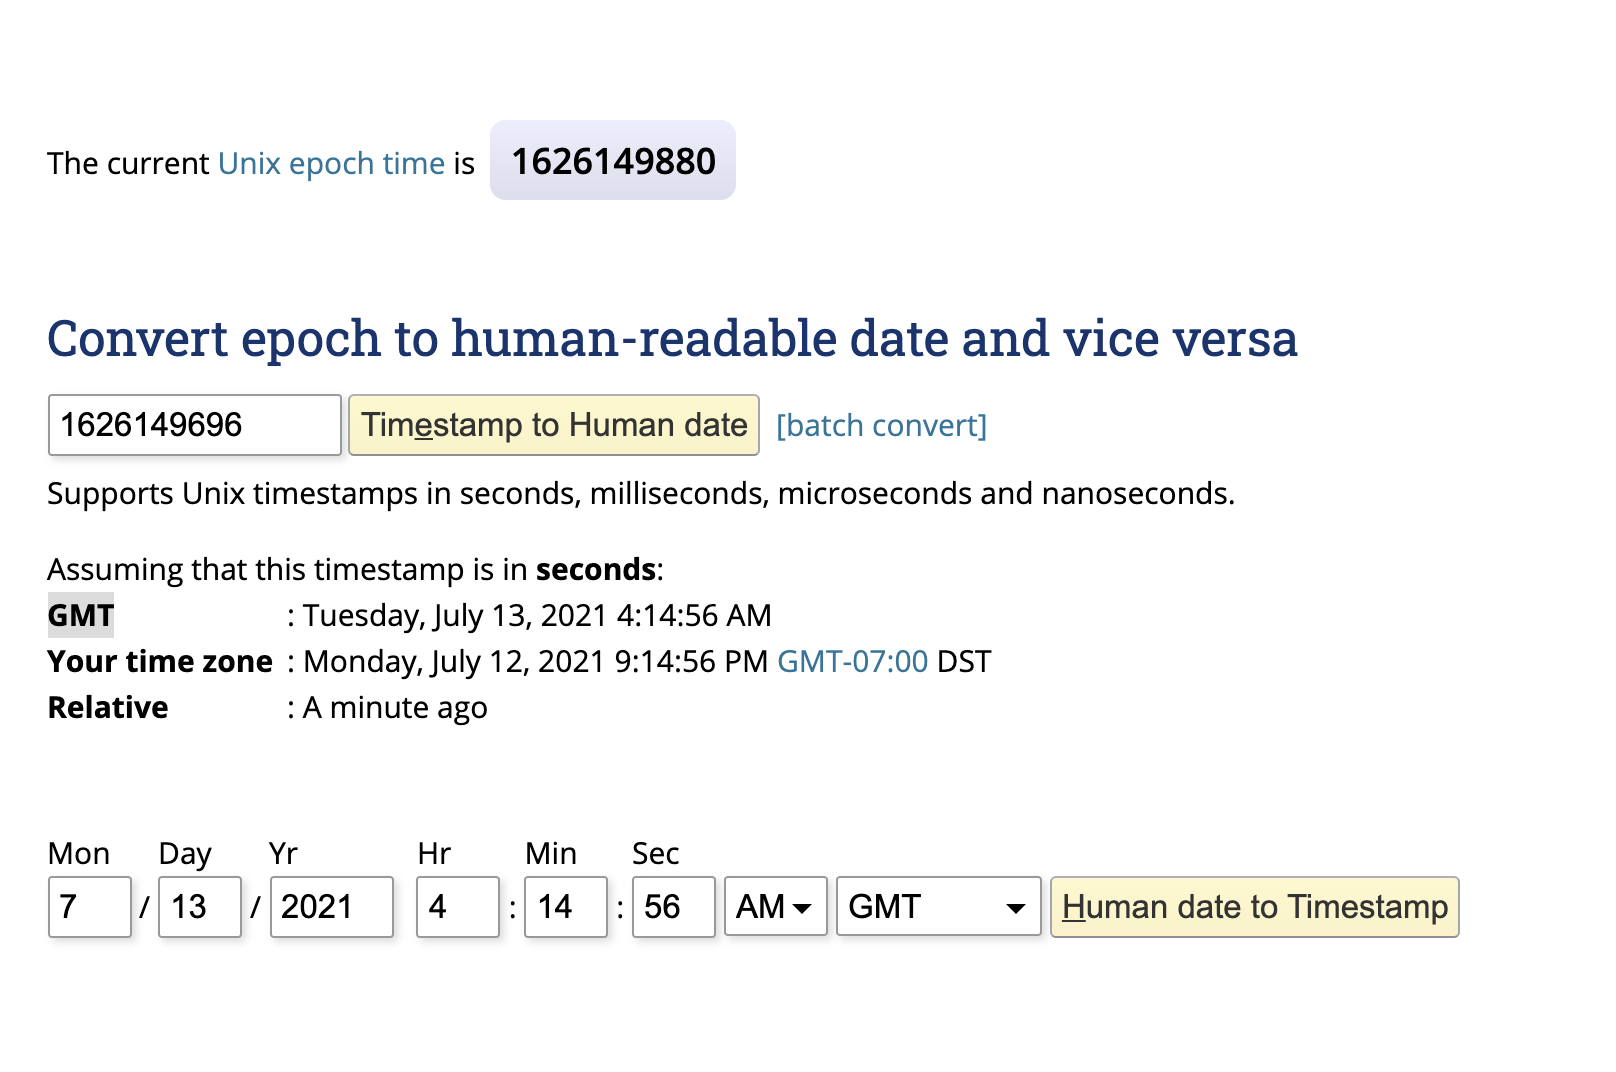 The current Unix epoch time is 1626149880
Convert epoch to human-readable date and vice versa
1626149696 Timestamp to Human date [batch convert]
Supports Unix timestamps in seconds, milliseconds, microseconds and nanoseconds.
Assuming that this timestamp is in seconds:
GMT : Tuesday, July 13, 2021 4:14:56 AM
Your time zone : Monday, July 12, 2021 9:14:56 PM GMT-07:00 DST
Relative : A minute ago
Mon Day Yr Hr Min Sec
7 / 13 / 2021 4 : 14 : 56 AM GMT Human date to Timestamp